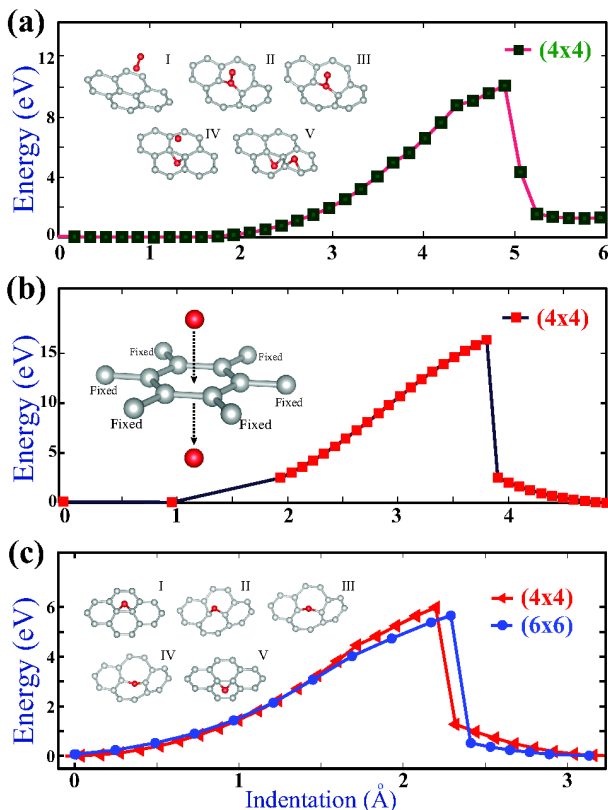 (a)
(4x4)
I
II
III
IV
V
Energy (eV)
12
8
4
0
0
1
2
3
4
5
6
(b)
(4x4)
Fixed
Fixed
Fixed
Fixed
Fixed
Fixed
Energy (eV)
15
10
5
0
0
1
2
3
4
(c)
(4x4)
(6x6)
I
II
III
IV
V
Energy (eV)
6
4
2
0
0
1
2
3
Indentation (Å)